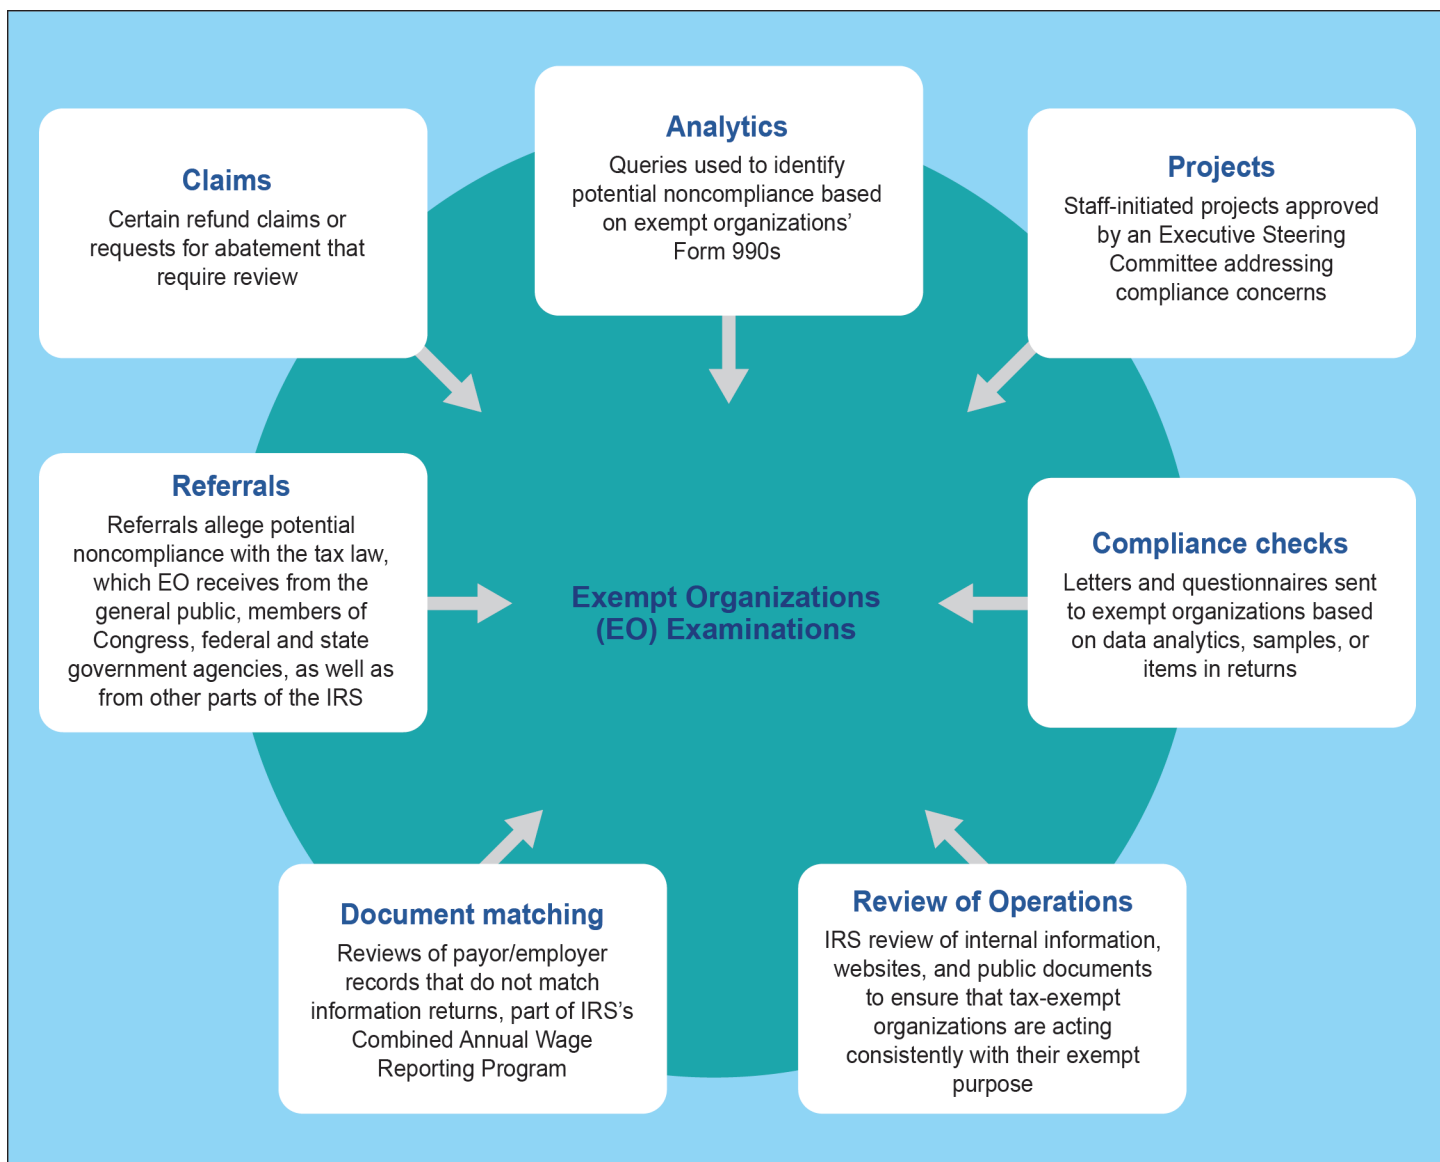 Analytics
Queries used to identify
potential noncompliance based
on exempt organizations’
Form 990s
Claims
Certain refund claims or
requests for abatement that
require review
Projects
Staff-initiated projects approved
by an Executive Steering
Committee addressing
compliance concerns
Referrals
Referrals allege potential
noncompliance with the tax law,
which EO receives from the
general public, members of
Congress, federal and state
government agencies, as well as
from other parts of the IRS
Exempt Organizations
(EO) Examinations
Compliance checks
Letters and questionnaires sent
to exempt organizations based
on data analytics, samples, or
items in returns
Document matching
Reviews of payor/employer
records that do not match
information returns, part of IRS’s
Combined Annual Wage
Reporting Program
Review of Operations
IRS review of internal information,
websites, and public documents
to ensure that tax-exempt
organizations are acting
consistently with their exempt
purpose